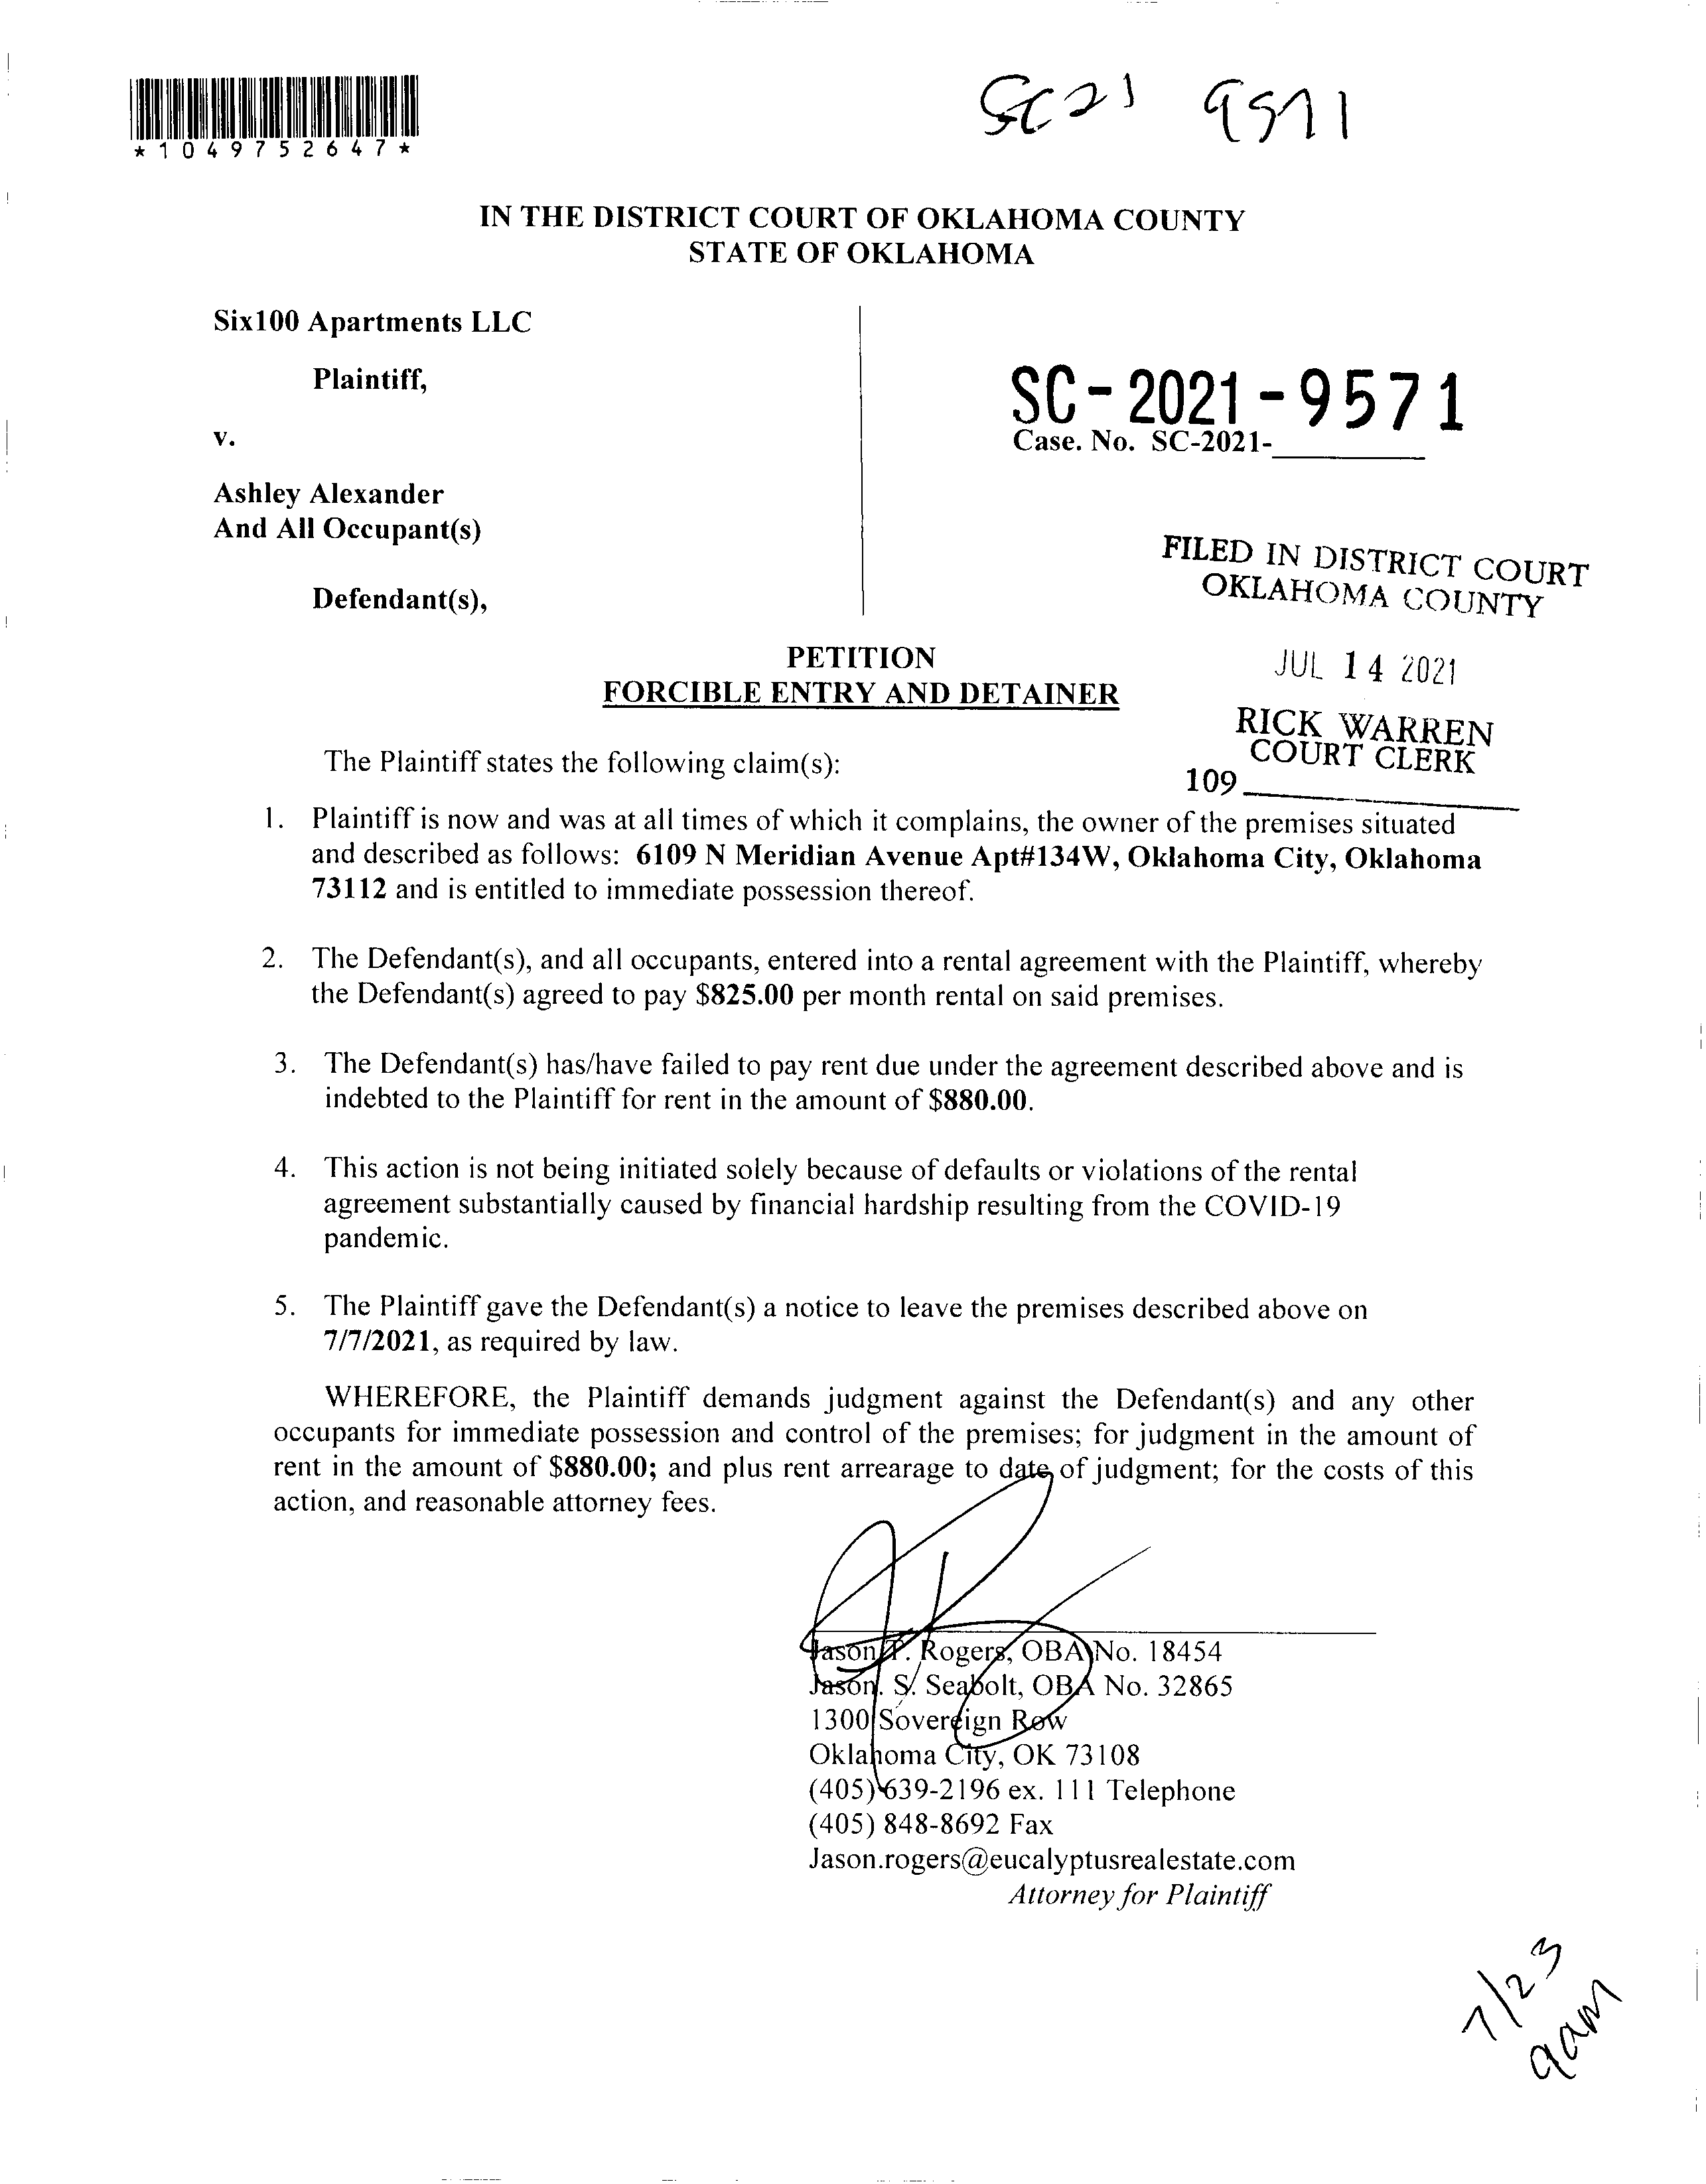 *1049752647*
SC21 9571
IN THE DISTRICT COURT OF OKLAHOMA COUNTY
STATE OF OKLAHOMA
Six100 Apartments LLC
Plaintiff,
v.
Ashley Alexander
And All Occupant(s)
Defendant(s),
SC-2021-9571
Case. No. SC-2021-
FILED IN DISTRICT COURT
OKLAHOMA COUNTY
JUL 14 2021
RICK WARREN
COURT CLERK
109
PETITION
FORCIBLE ENTRY AND DETAINER
The Plaintiff states the following claim(s):
1. Plaintiff is now and was at all times of which it complains, the owner of the premises situated
and described as follows: 6109 N Meridian Avenue Apt#134W, Oklahoma City, Oklahoma
73112 and is entitled to immediate possession thereof.
2. The Defendant(s), and all occupants, entered into a rental agreement with the Plaintiff, whereby
the Defendant(s) agreed to pay $825.00 per month rental on said premises.
3. The Defendant(s) has/have failed to pay rent due under the agreement described above and is
indebted to the Plaintiff for rent in the amount of $880.00.
4. This action is not being initiated solely because of defaults or violations of the rental
agreement substantially caused by financial hardship resulting from the COVID-19
pandemic.
5. The Plaintiff gave the Defendant(s) a notice to leave the premises described above on
7/7/2021, as required by law.
WHEREFORE, the Plaintiff demands judgment against the Defendant(s) and any other
occupants for immediate possession and control of the premises; for judgment in the amount of
rent in the amount of $880.00; and plus rent arrearage to date of judgment; for the costs of this
action, and reasonable attorney fees.
Jason T. Rogers, OBA No. 18454
Jason. S. Seabolt, OBA No. 32865
1300 Sovereign Row
Oklahoma City, OK 73108
(405) 639-2196 ex. 111 Telephone
(405) 848-8692 Fax
Jason.rogers@eucalyptusrealestate.com
Attorney for Plaintiff
7/23
9am